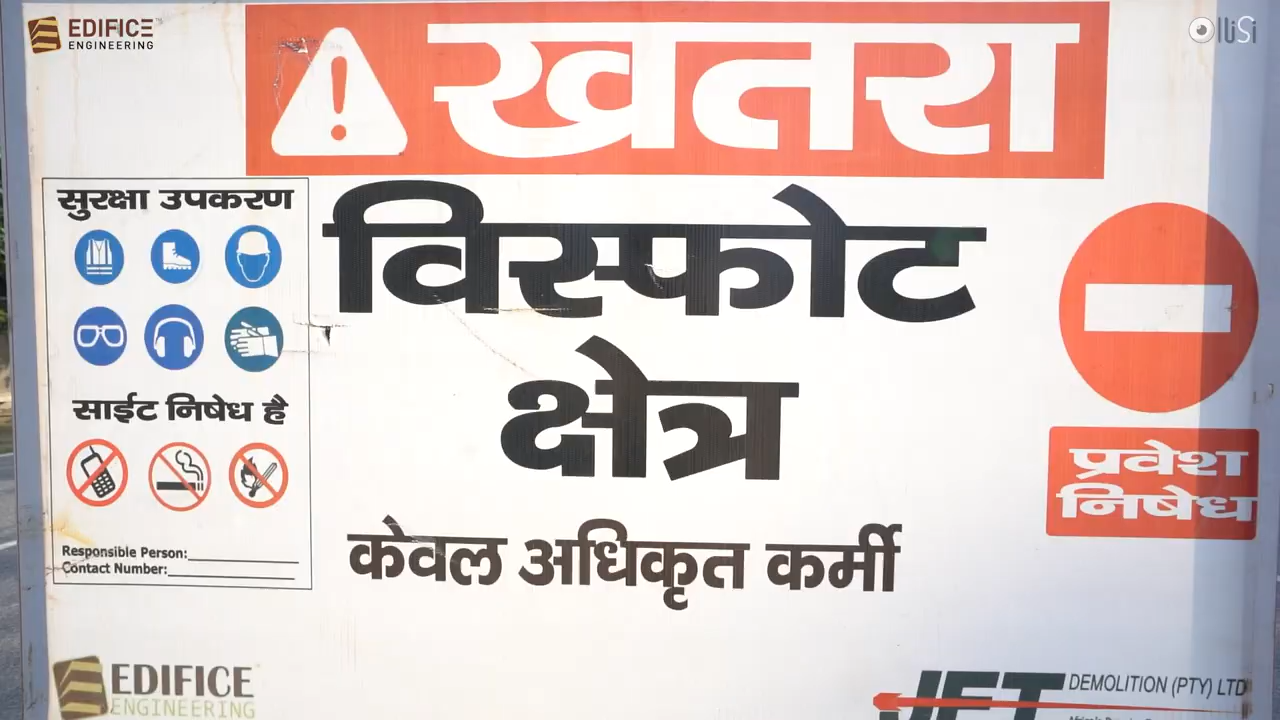 EDIFICE
ENGINEERING
OlliSi
खतरा
सुरक्षा उपकरण
विस्फोट
क्षेत्र
साईट निषेध है
प्रवेश
निषेध
केवल अधिकृत कर्मी
Responsible Person:
Contact Number:
EDIFICE
ENGINEERING
JET DEMOLITION (PTY) LTD